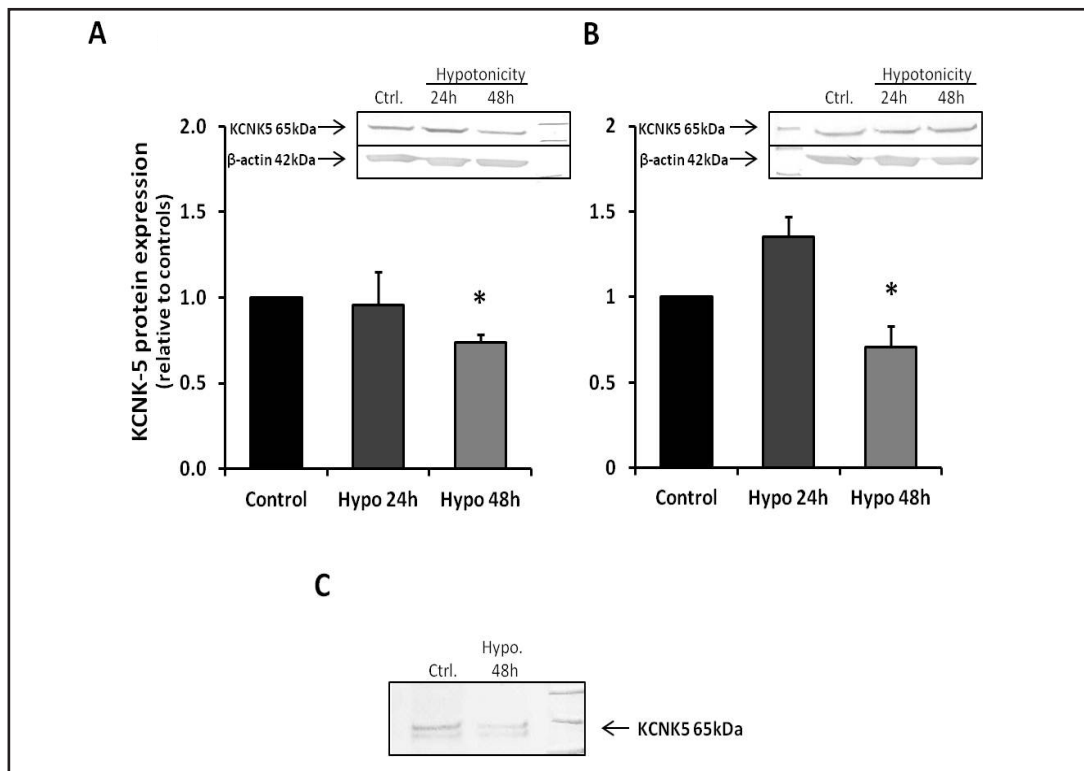 A
Hypotonicity
Ctrl. 24h 48h
KCNK5 65kDa
β-actin 42kDa
KCNK-5 protein expression
(relative to controls)
2.0
1.5
1.0
0.5
0.0
*
Control Hypo 24h Hypo 48h
B
Hypotonicity
Ctrl. 24h 48h
KCNK5 65kDa
β-actin 42kDa
2
1.5
1
0.5
0
*
Control Hypo 24h Hypo 48h
C
Hypo.
Ctrl. 48h
KCNK5 65kDa